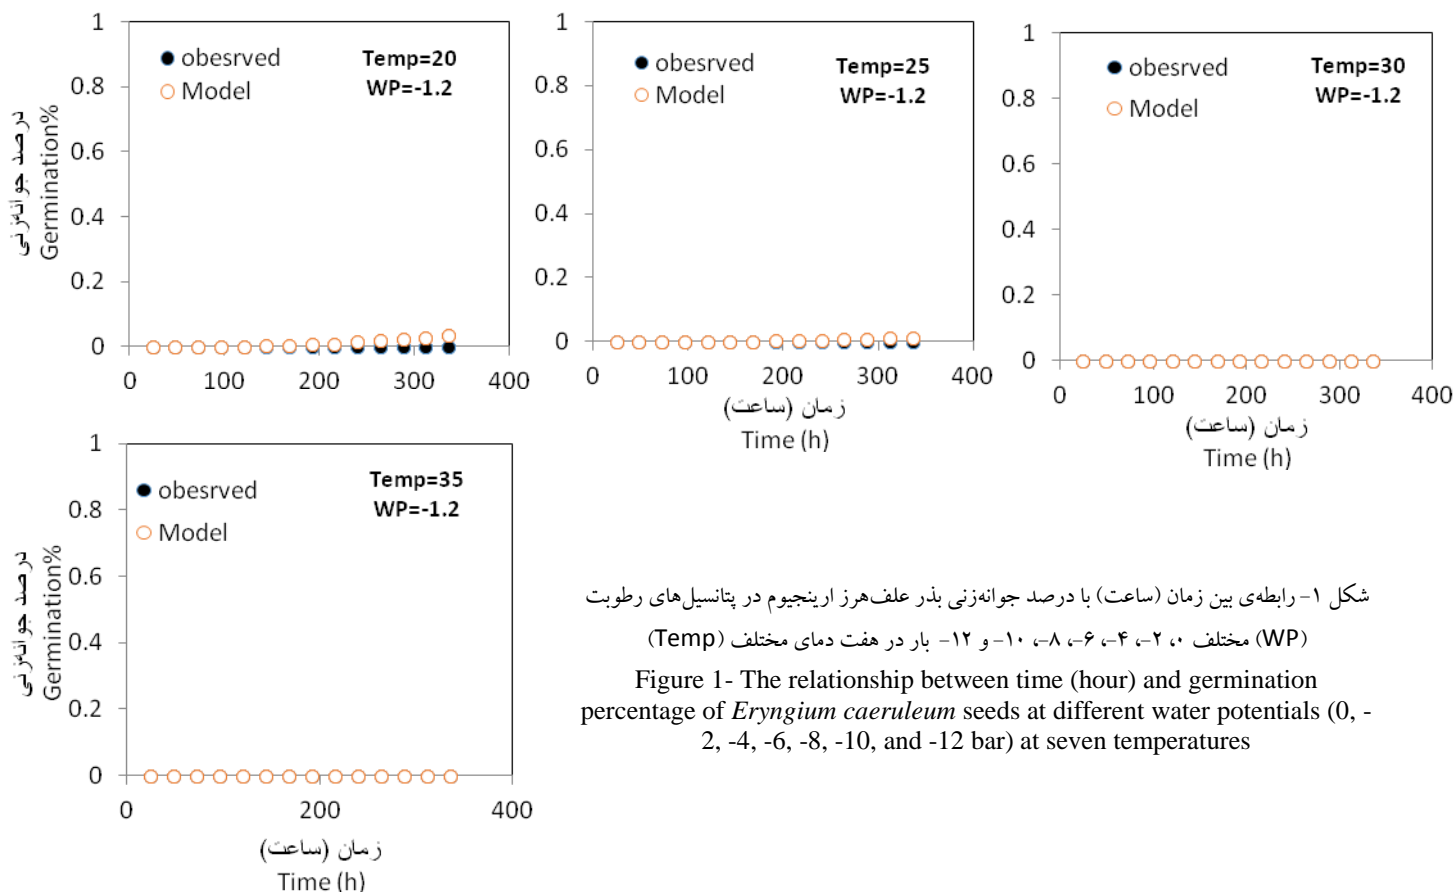 1
0.8
0.6
0.4
0.2
0
0 100 200 300 400
obesrved
Model
Temp=20
WP=-1.2
درصد جوانه‌زنی
Germination%
1
0.8
0.6
0.4
0.2
0
0 100 200 300 400
obesrved
Model
Temp=25
WP=-1.2
زمان (ساعت)
Time (h)
1
0.8
0.6
0.4
0.2
0
0 100 200 300 400
obesrved
Model
Temp=30
WP=-1.2
زمان (ساعت)
Time (h)
1
0.8
0.6
0.4
0.2
0
0 200 400
obesrved
Model
Temp=35
WP=-1.2
درصد جوانه‌زنی
Germination%
زمان (ساعت)
Time (h)
شکل ۱- رابطه‌ی بین زمان (ساعت) با درصد جوانه‌زنی بذر علف‌هرز ارینجیوم در پتانسیل‌های رطوبت
(WP) مختلف ۰، ۲-، ۴-، ۶-، ۸-، ۱۰- و ۱۲- بار در هفت دمای مختلف (Temp)
Figure 1- The relationship between time (hour) and germination
percentage of Eryngium caeruleum seeds at different water potentials (0, -
2, -4, -6, -8, -10, and -12 bar) at seven temperatures